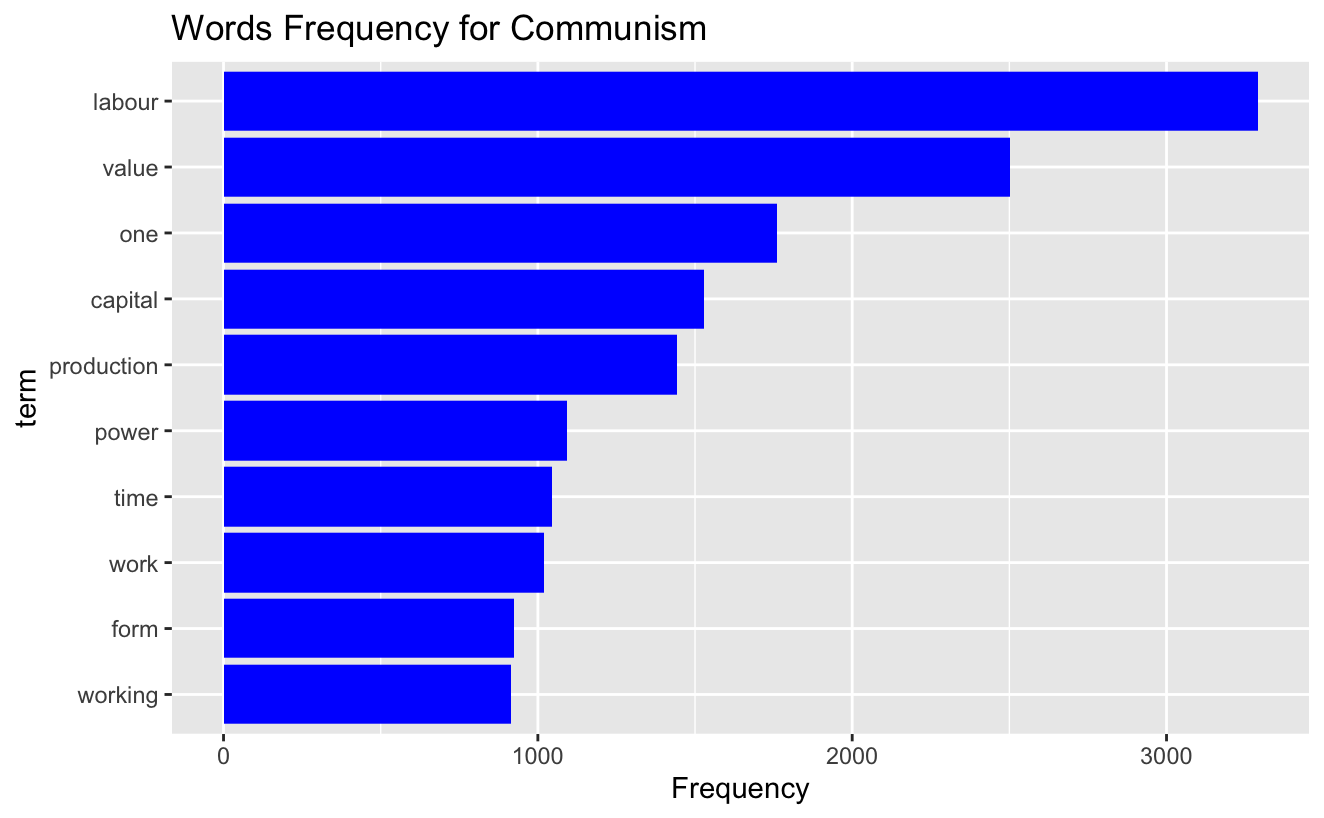 Words Frequency for Communism
labour
value
one
capital
production
power
time
work
form
working
term
0 1000 2000 3000
Frequency